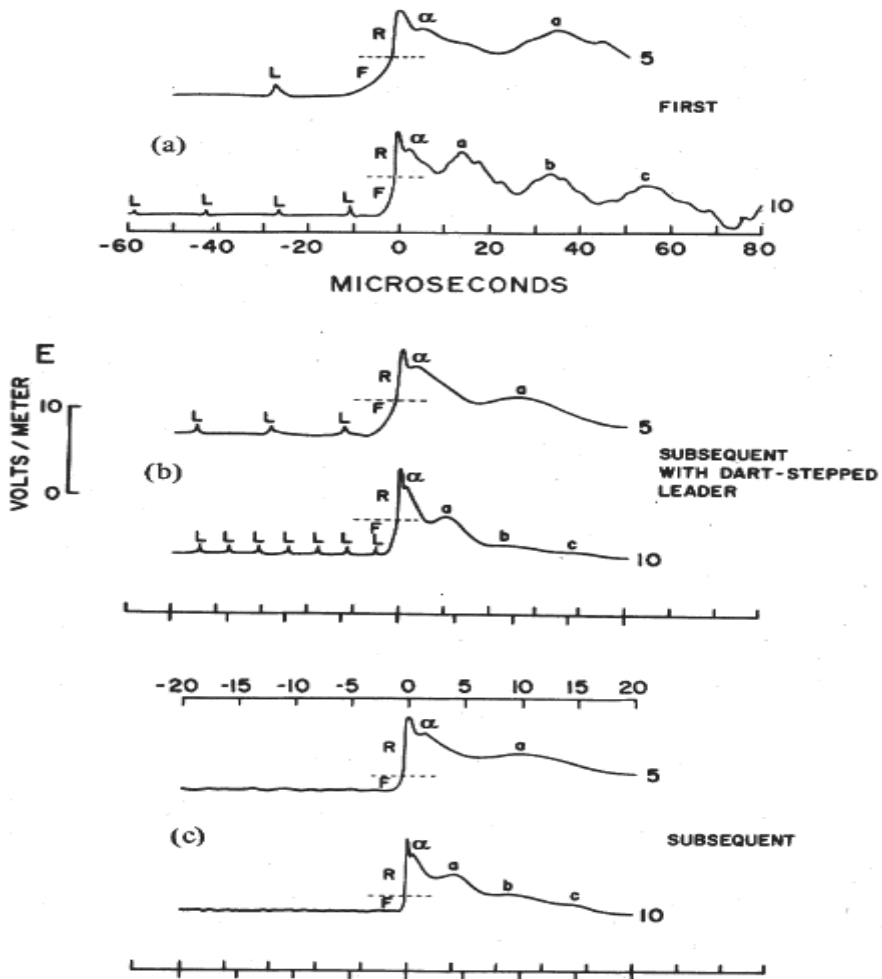 R α a
L F 5
FIRST
(a)
R α a b c
L L L L F 10
-60 -40 -20 0 20 40 60 80
MICROSECONDS
E
VOLTS/METER
10
0
R α a
L L L F 5
(b)
SUBSEQUENT
WITH DART-STEPPED
LEADER
R α a b c
F
L L L L L L L 10
-20 -15 -10 -5 0 5 10 15 20
R α a
F 5
(c)
SUBSEQUENT
R α a b c
F 10